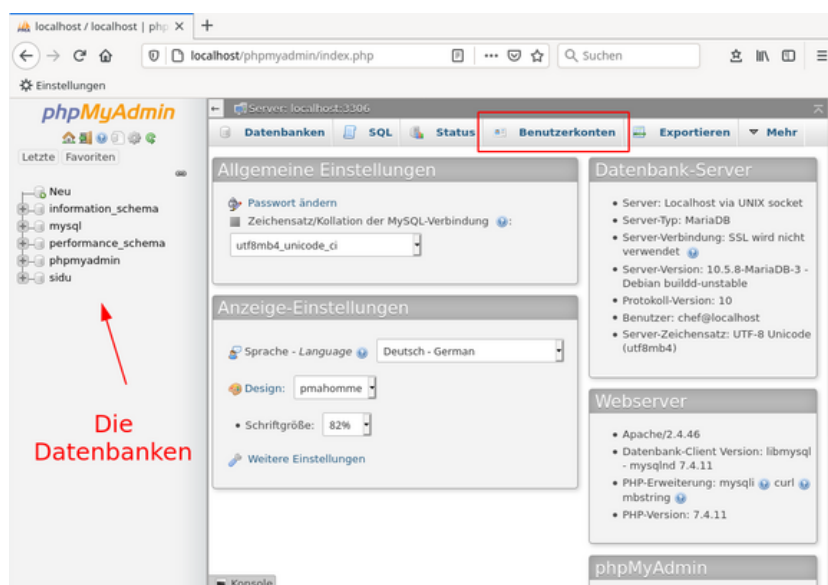 localhost / localhost | php
localhost/phpmyadmin/index.php
Suchen
Einstellungen
phpMyAdmin
Letzte Favoriten
Neu
information_schema
mysql
performance_schema
phpmyadmin
sidu
Die
Datenbanken
Server: localhost:3306
Datenbanken SQL Status Benutzerkonten Exportieren Mehr
Allgemeine Einstellungen
Passwort ändern
Zeichensatz/Kollation der MySQL-Verbindung :
utf8mb4_unicode_ci
Anzeige-Einstellungen
Sprache - Language Deutsch - German
Design: pmahomme
• Schriftgröße: 82%
Weitere Einstellungen
Konsole
Datenbank-Server
• Server: Localhost via UNIX socket
• Server-Typ: MariaDB
• Server-Verbindung: SSL wird nicht
verwendet
• Server-Version: 10.5.8-MariaDB-3 -
Debian buildd-unstable
• Protokoll-Version: 10
• Benutzer: chef@localhost
• Server-Zeichensatz: UTF-8 Unicode
(utf8mb4)
Webserver
• Apache/2.4.46
• Datenbank-Client Version: libmysql
- mysqlnd 7.4.11
• PHP-Erweiterung: mysqli curl
mbstring
• PHP-Version: 7.4.11
phpMyAdmin